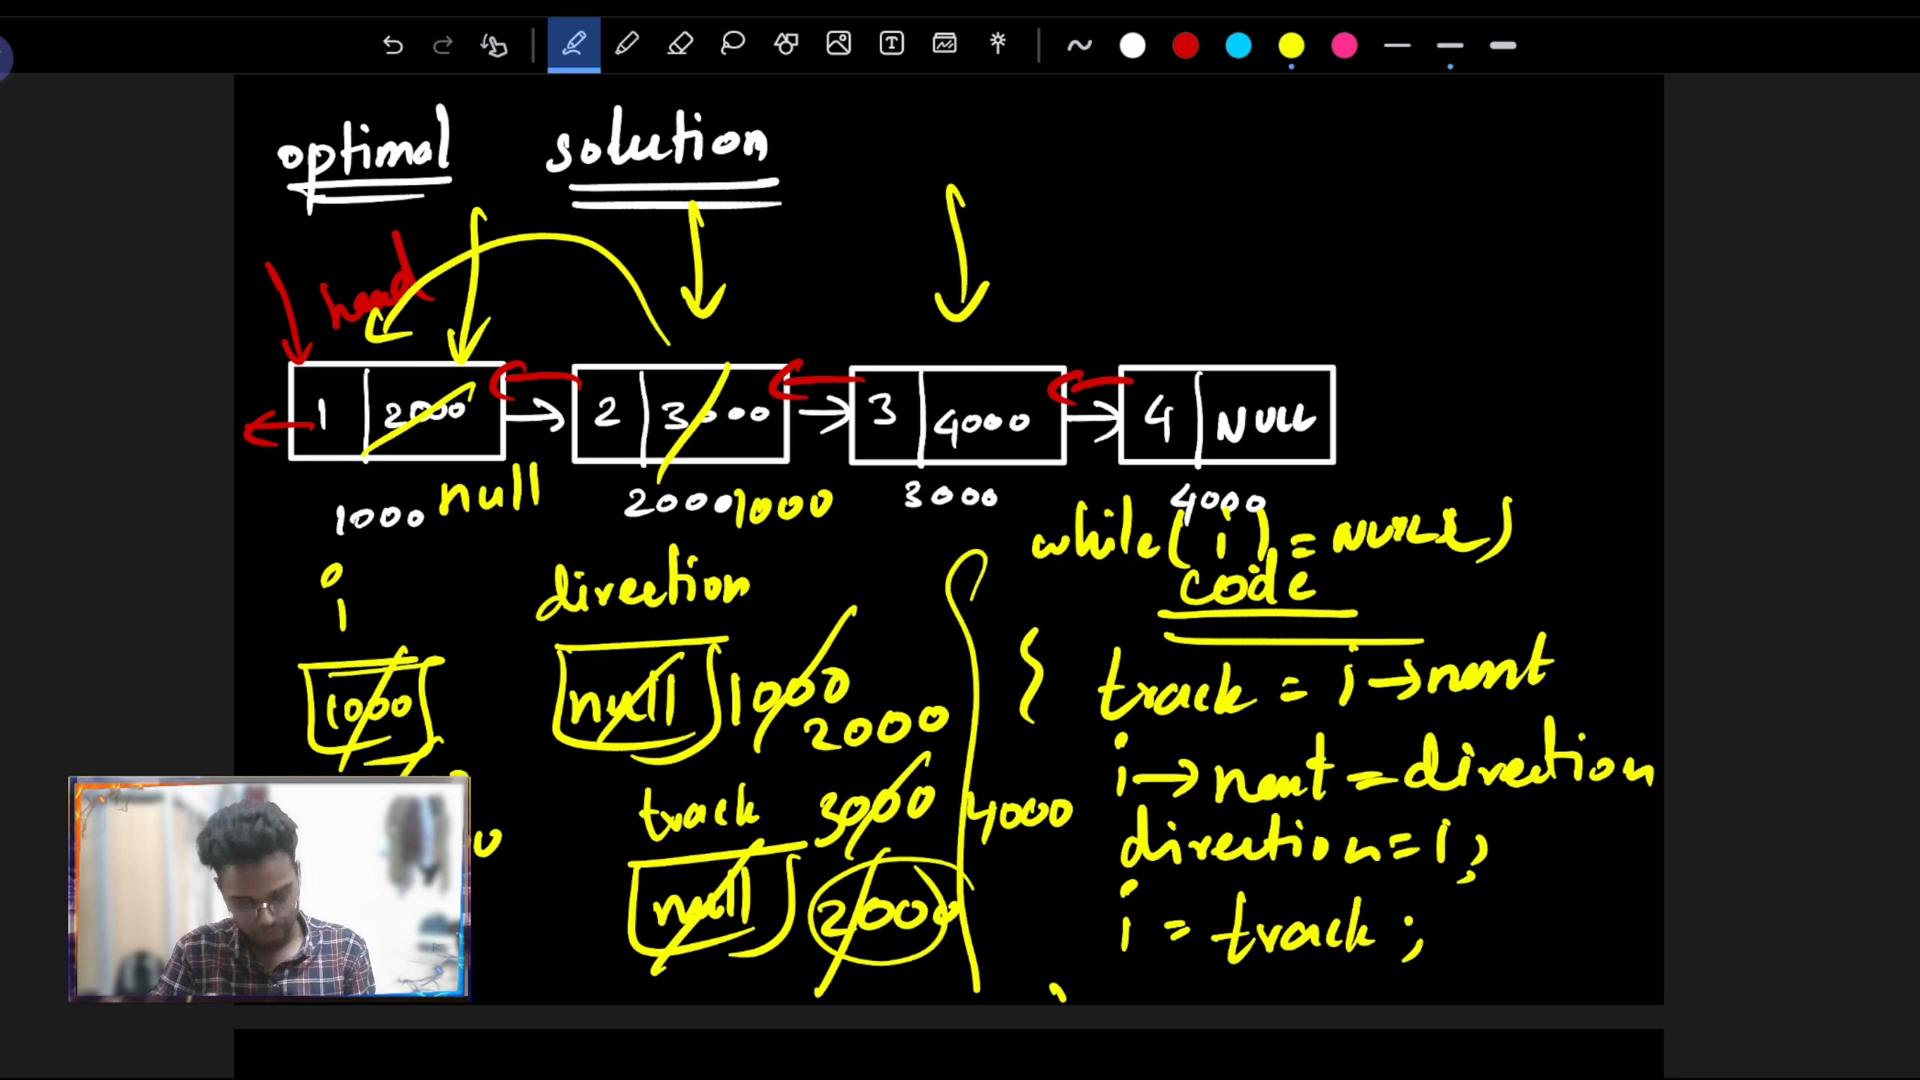 optimal solution
head
1 2000 2 3000 3 4000 4 NULL
1000 null 2000 1000 3000 4000
while( i != NULL)
code
i direction
1000 null 1000 2000
{ track = i→next
i→next = direction
track 3000 4000
direction = i;
null 2000
i = track;